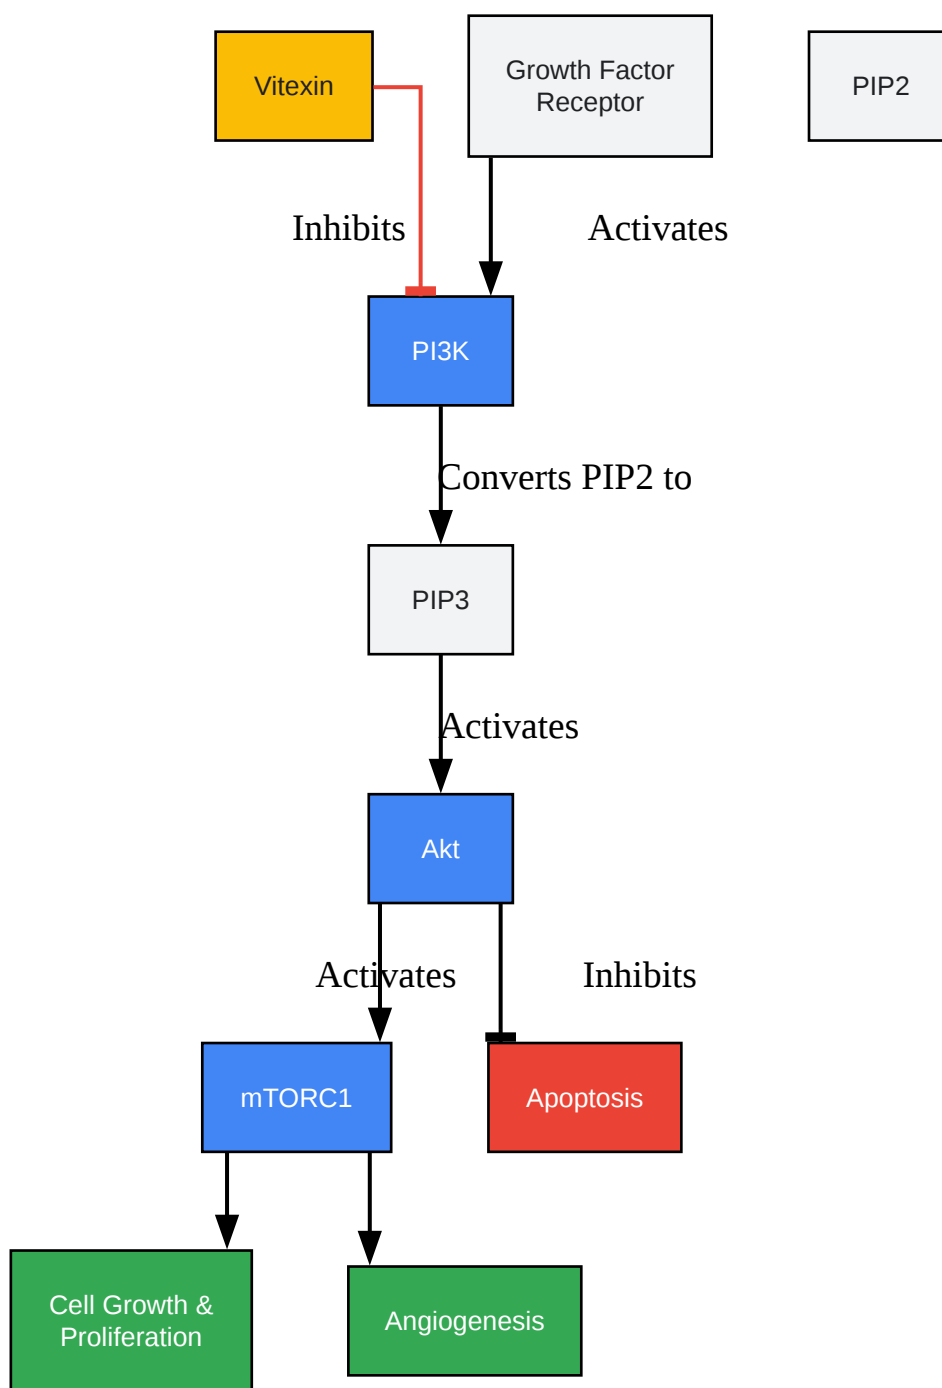 Vitexin
Growth Factor
Receptor
PIP2
Inhibits
Activates
PI3K
Converts PIP2 to
PIP3
Activates
Akt
Activates
Inhibits
mTORC1
Apoptosis
Cell Growth &
Proliferation
Angiogenesis